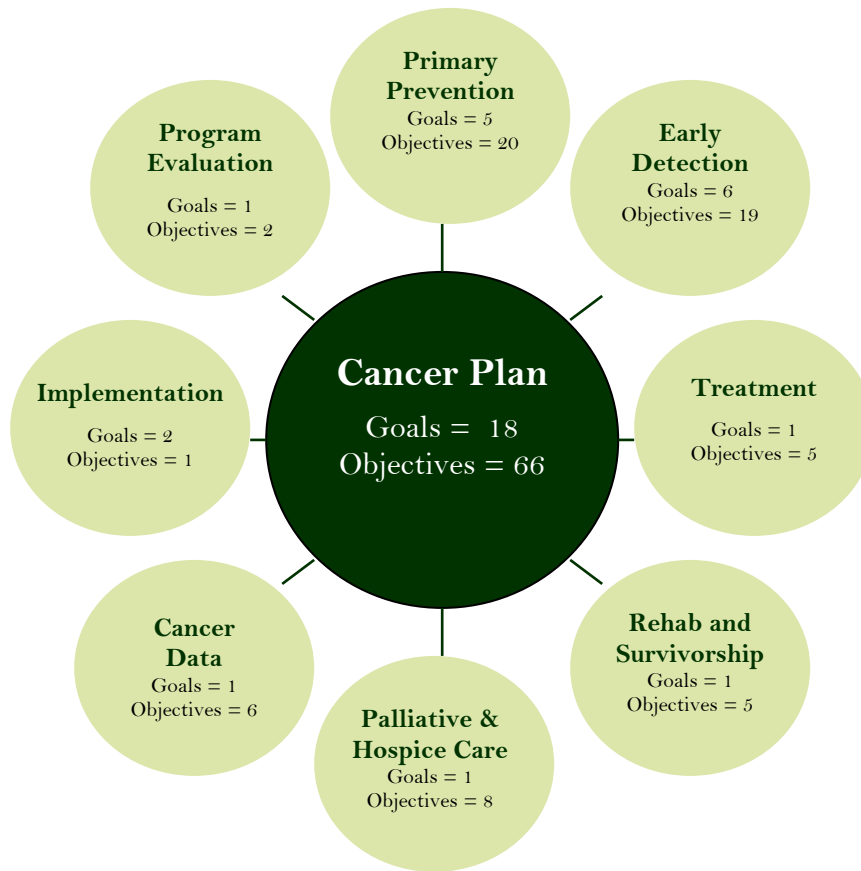 Primary
Prevention
Goals = 5
Objectives = 20
Early
Detection
Goals = 6
Objectives = 19
Treatment
Goals = 1
Objectives = 5
Rehab and
Survivorship
Goals = 1
Objectives = 5
Palliative &
Hospice Care
Goals = 1
Objectives = 8
Cancer
Data
Goals = 1
Objectives = 6
Implementation
Goals = 2
Objectives = 1
Program
Evaluation
Goals = 1
Objectives = 2
Cancer Plan
Goals = 18
Objectives = 66